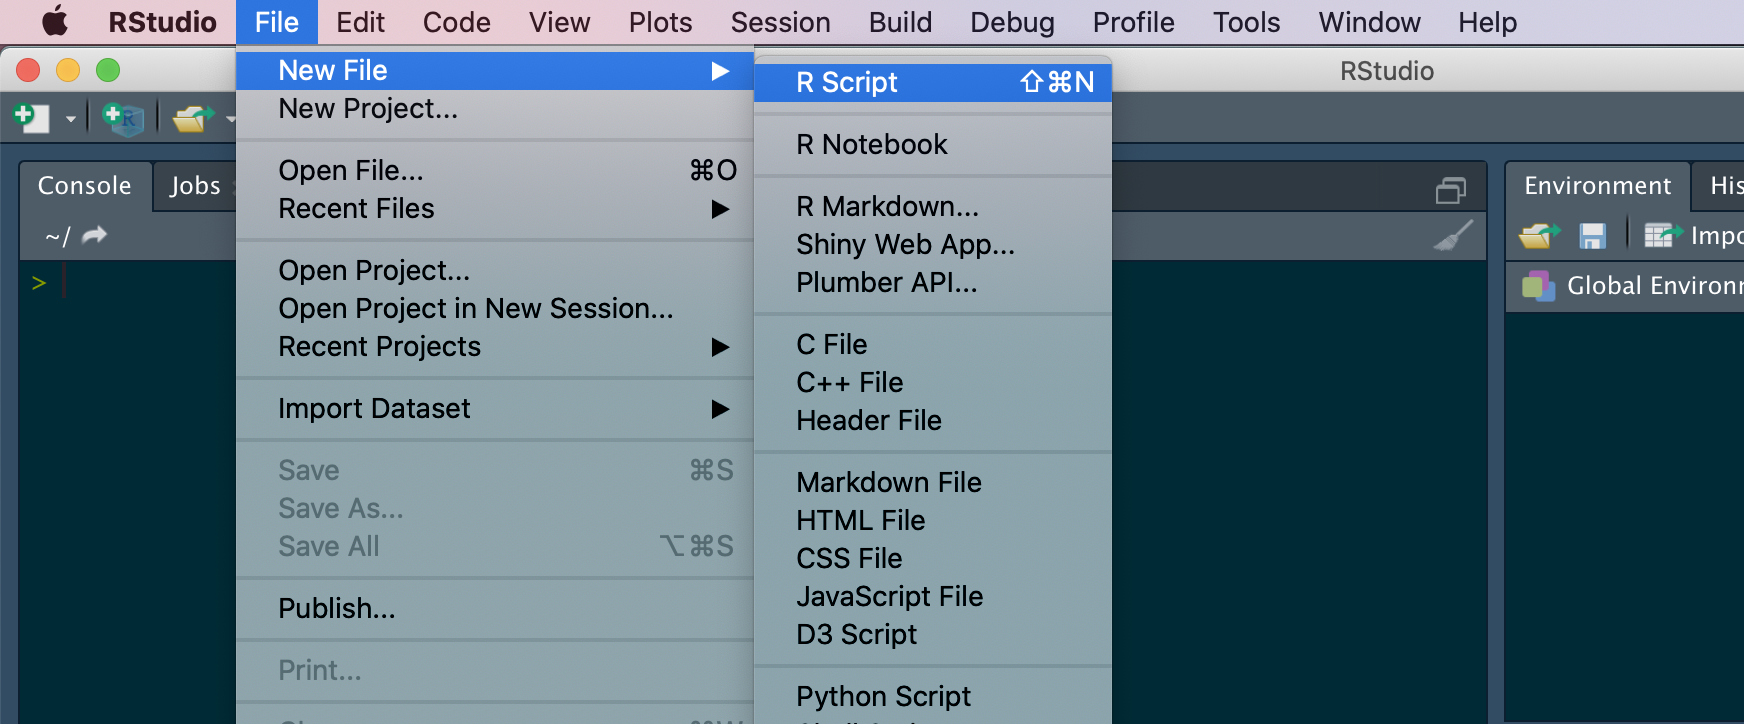 RStudio File Edit Code View Plots Session Build Debug Profile Tools Window Help
RStudio
Console Jobs
~/
>
New File
New Project...
Open File... ⌘O
Recent Files
Open Project...
Open Project in New Session...
Recent Projects
Import Dataset
Save ⌘S
Save As...
Save All ⌥⌘S
Publish...
Print...
R Script ⇧⌘N
R Notebook
R Markdown...
Shiny Web App...
Plumber API...
C File
C++ File
Header File
Markdown File
HTML File
CSS File
JavaScript File
D3 Script
Python Script
Environment His
Impo
Global Environ